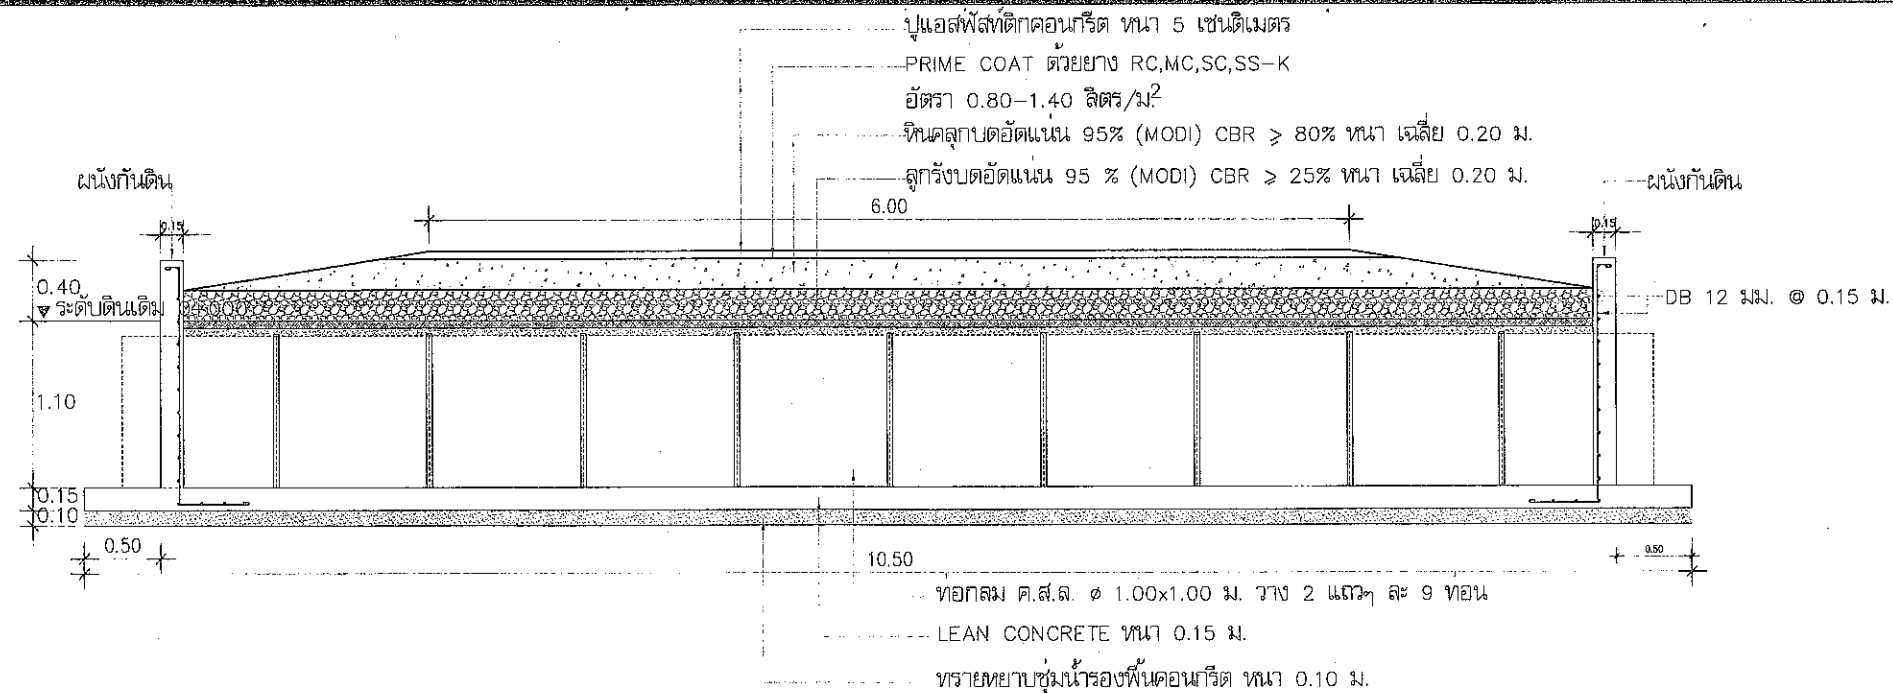 ปูแอสฟัสท์ติกคอนกรีต หนา 5 เซนติเมตร
PRIME COAT ด้วยยาง RC,MC,SC,SS-K
อัตรา 0.80-1.40 ลิตร/ม.2
หินคลุกบดอัดแน่น 95% (MODI) CBR ⩾ 80% หนา เฉลี่ย 0.20 ม.
ลูกรังบดอัดแน่น 95 % (MODI) CBR ⩾ 25% หนา เฉลี่ย 0.20 ม.
ผนังกันดิน
ผนังกันดิน
6.00
0.15
0.15
0.40
ระดับดินเดิม
DB 12 มม. @ 0.15 ม.
1.10
0.15
0.10
0.50
10.50
0.50
ท่อกลม ค.ส.ล. ø 1.00x1.00 ม. วาง 2 แถวๆ ละ 9 ท่อน
LEAN CONCRETE หนา 0.15 ม.
ทรายหยาบชุ่มน้ำรองพื้นคอนกรีต หนา 0.10 ม.